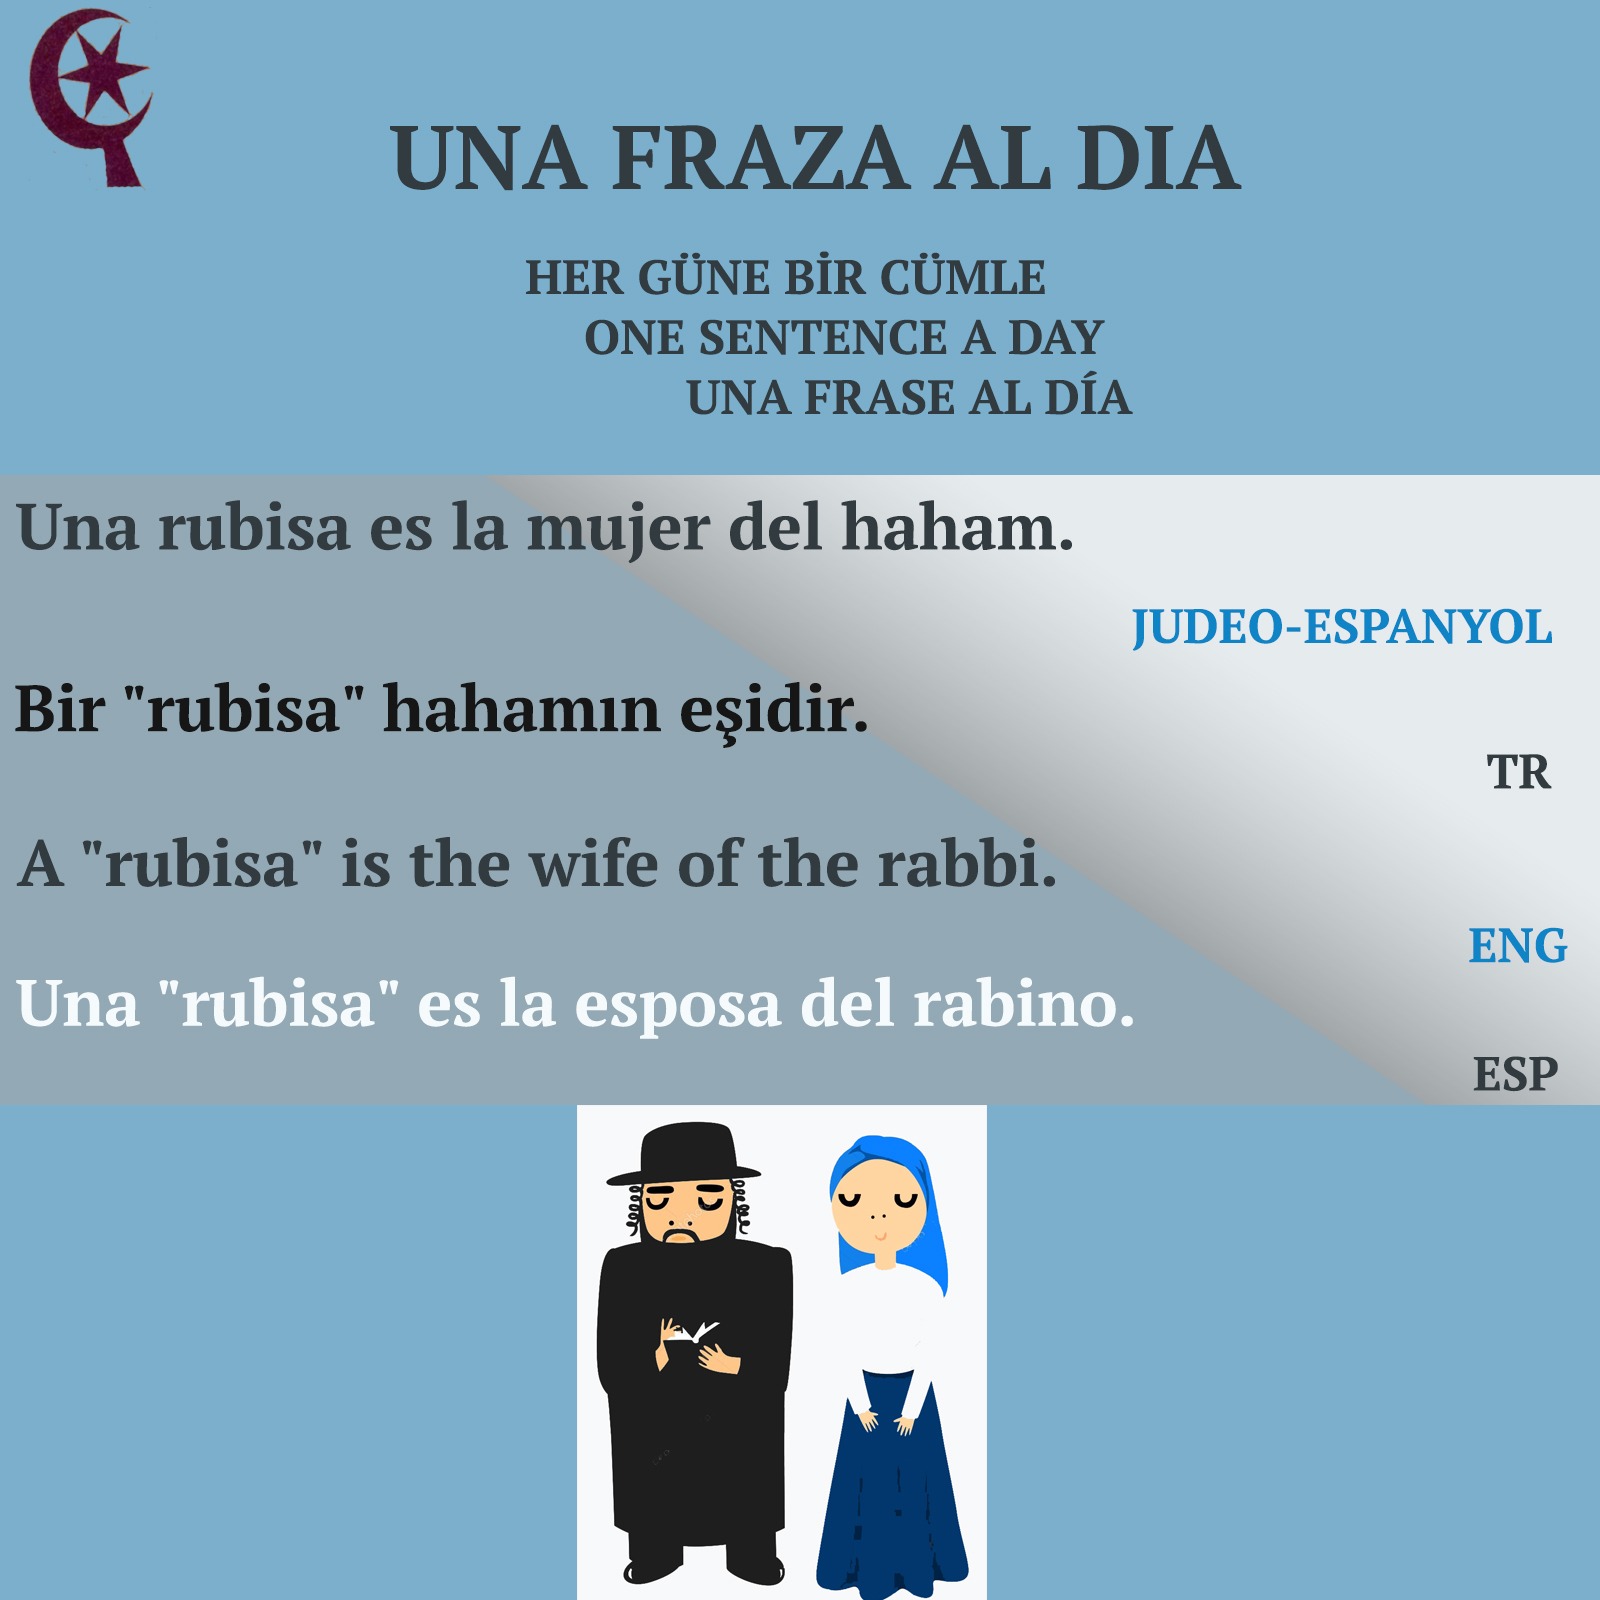 UNA FRAZA AL DIA
HER GÜNE BİR CÜMLE
ONE SENTENCE A DAY
UNA FRASE AL DÍA
Una rubisa es la mujer del haham.
JUDEO-ESPANYOL
Bir "rubisa" hahamın eşidir.
TR
A "rubisa" is the wife of the rabbi.
ENG
Una "rubisa" es la esposa del rabino.
ESP